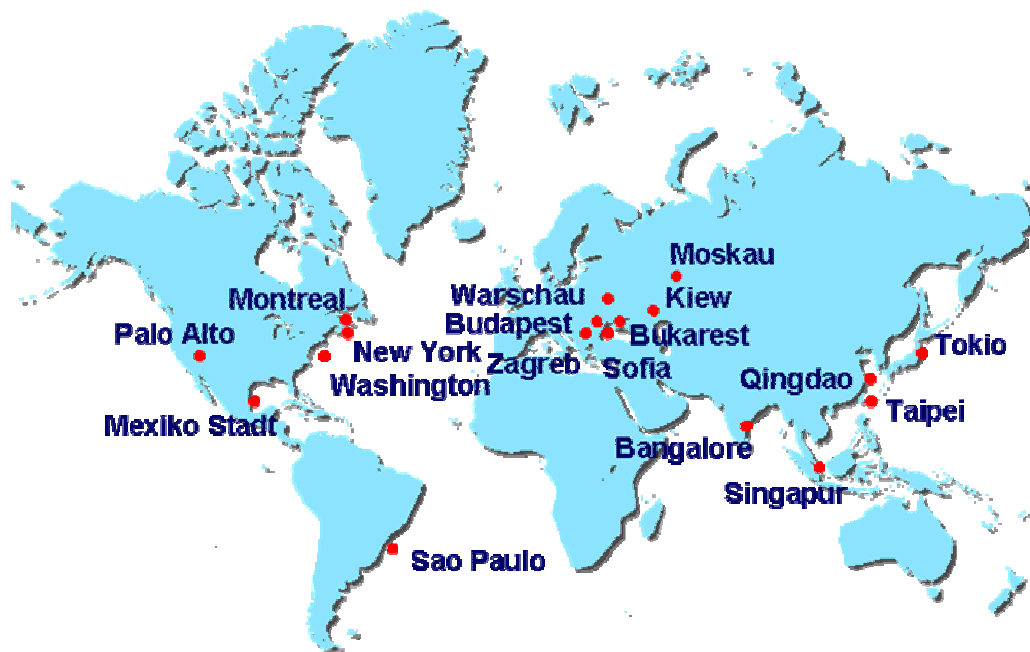 Moskau
Warschau
Kiew
Montreal
Budapest
Bukarest
Palo Alto
New York
Zagreb
Sofia
Tokio
Washington
Qingdao
Mexiko Stadt
Taipei
Bangalore
Singapur
Sao Paulo